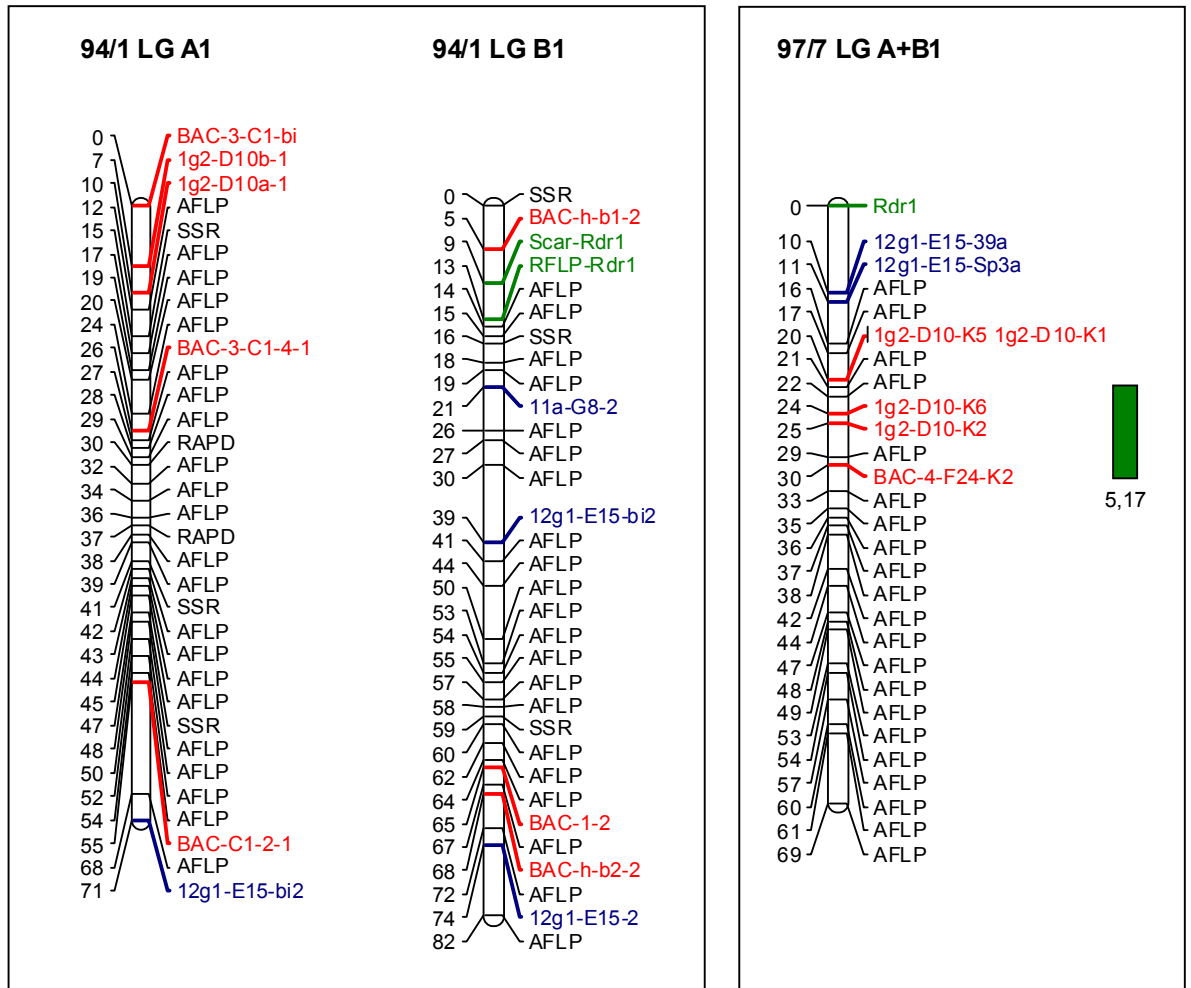 94/1 LG A1
0 BAC-3-C1-bi
7 1g2-D10b-1
10 1g2-D10a-1
12 AFLP
15 SSR
17 AFLP
19 AFLP
20 AFLP
24 AFLP
26 BAC-3-C1-4-1
27 AFLP
28 AFLP
29 AFLP
30 RAPD
32 AFLP
34 AFLP
36 AFLP
37 RAPD
38 AFLP
39 AFLP
41 SSR
42 AFLP
43 AFLP
44 AFLP
45 AFLP
47 SSR
48 AFLP
50 AFLP
52 AFLP
54 AFLP
55 BAC-C1-2-1
68 AFLP
71 12g1-E15-bi2
94/1 LG B1
0 SSR
5 BAC-h-b1-2
9 Scar-Rdr1
13 RFLP-Rdr1
14 AFLP
15 AFLP
16 SSR
18 AFLP
19 AFLP
21 11a-G8-2
26 AFLP
27 AFLP
30 AFLP
39 12g1-E15-bi2
41 AFLP
44 AFLP
50 AFLP
53 AFLP
54 AFLP
55 AFLP
57 AFLP
58 AFLP
59 SSR
60 AFLP
62 AFLP
64 AFLP
65 BAC-1-2
67 AFLP
68 BAC-h-b2-2
72 AFLP
74 12g1-E15-2
82 AFLP
97/7 LG A+B1
0 Rdr1
10 12g1-E15-39a
11 12g1-E15-Sp3a
16 AFLP
17 AFLP
20 1g2-D10-K5 1g2-D10-K1
21 AFLP
22 AFLP
24 1g2-D10-K6
25 1g2-D10-K2
29 AFLP
30 BAC-4-F24-K2
33 AFLP
35 AFLP
36 AFLP
37 AFLP
38 AFLP
42 AFLP
44 AFLP
47 AFLP
48 AFLP
49 AFLP
53 AFLP
54 AFLP
57 AFLP
60 AFLP
61 AFLP
69 AFLP
5,17